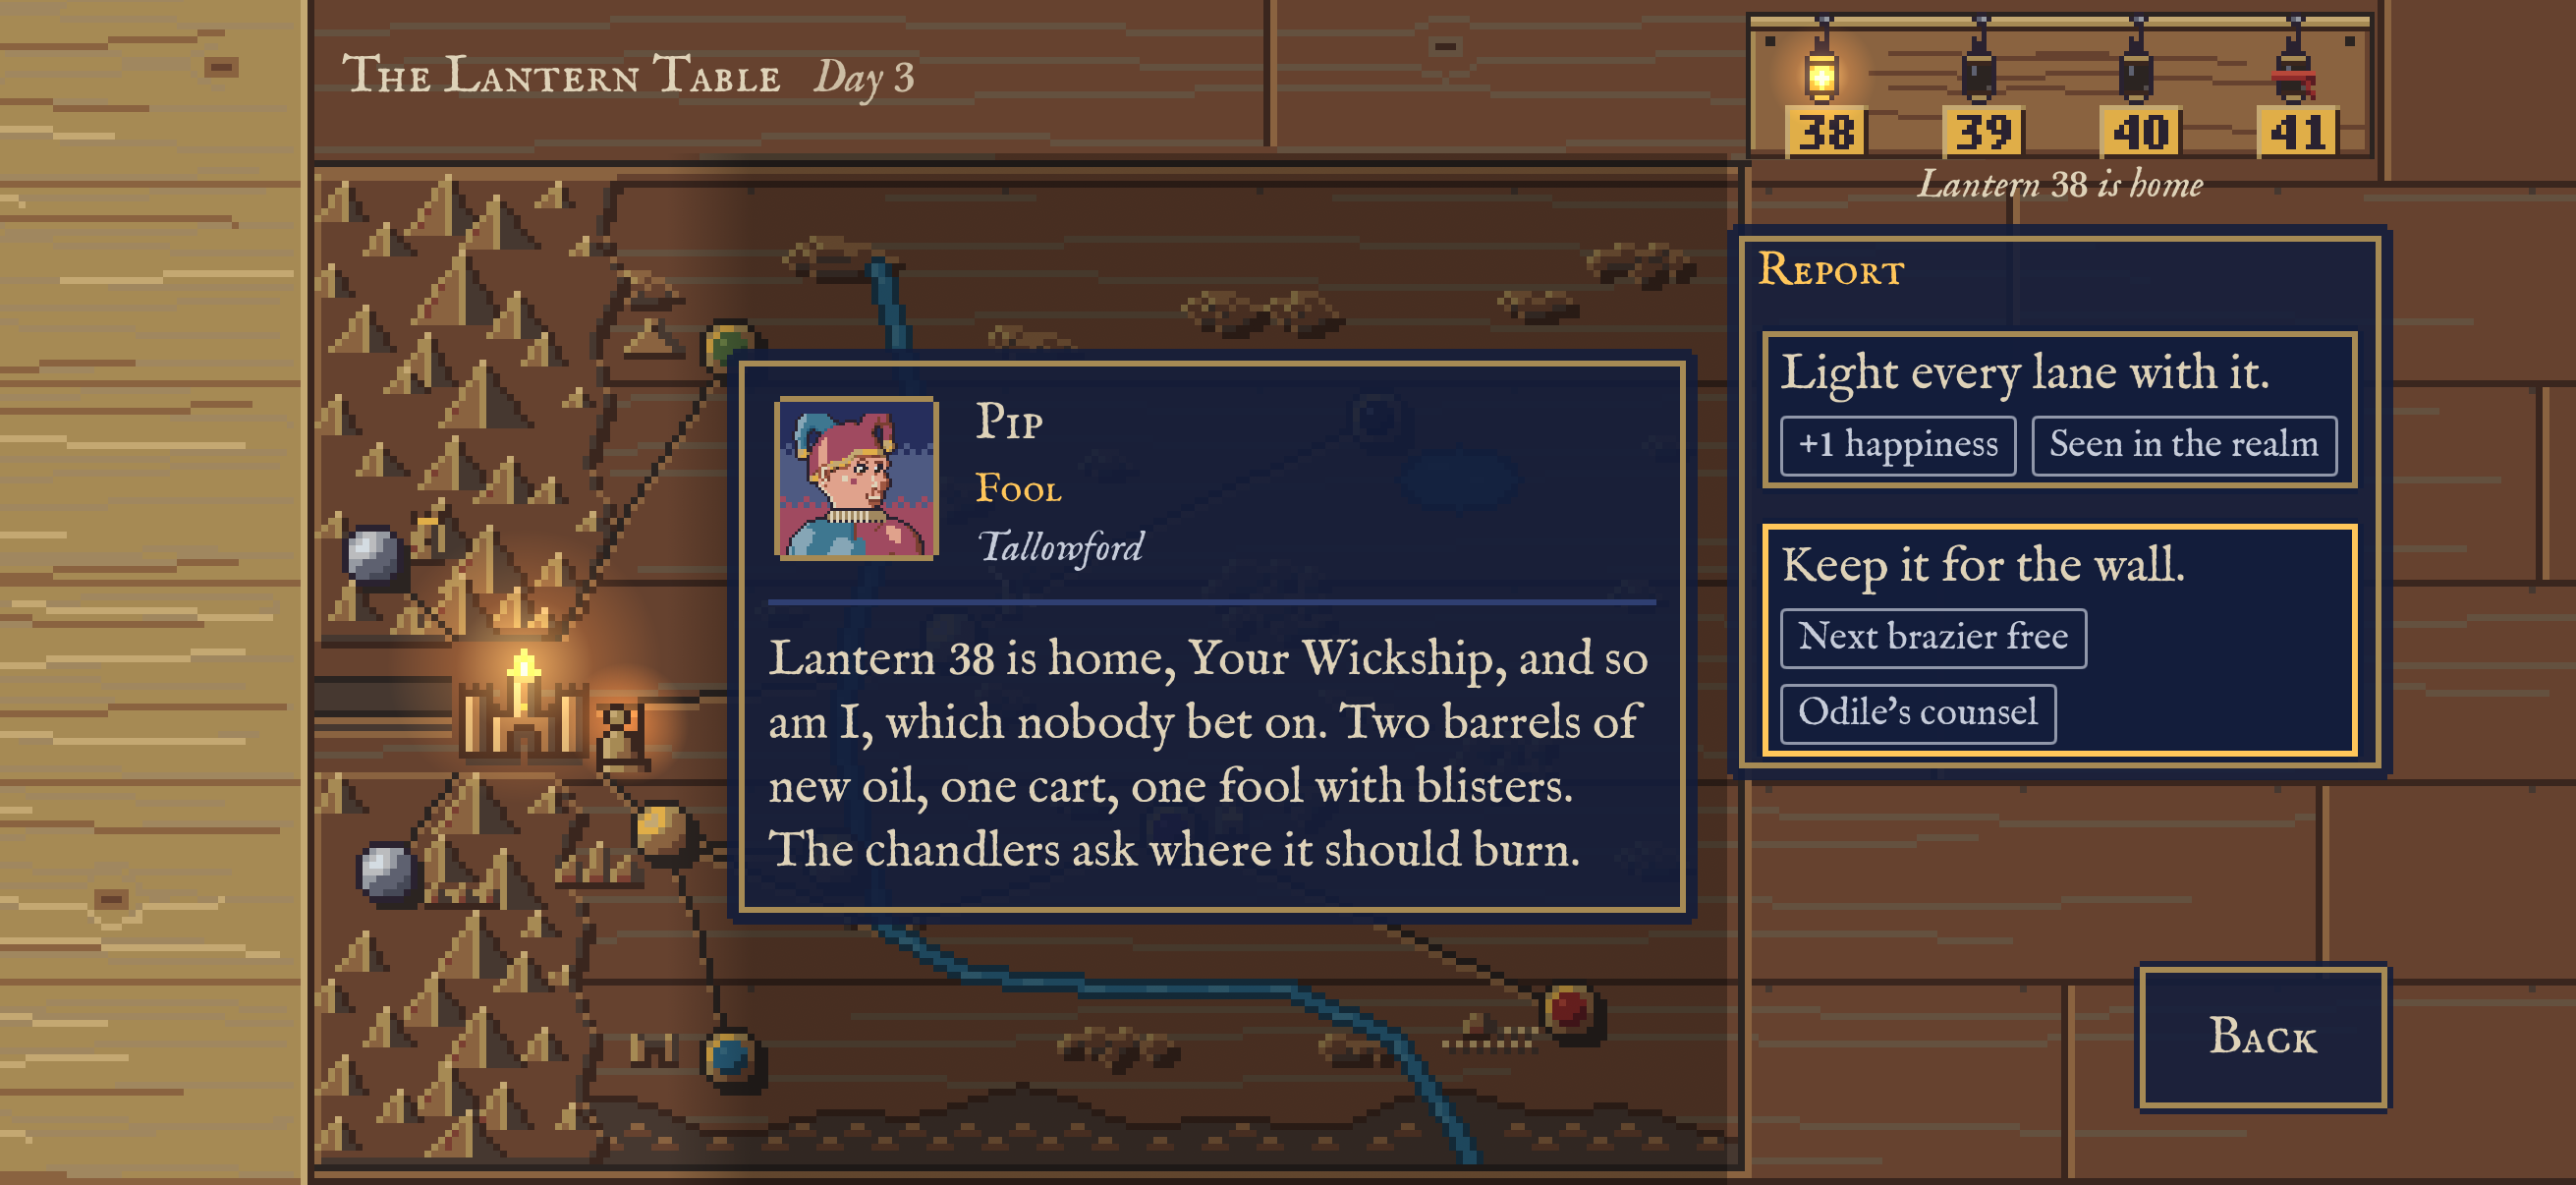 The Lantern Table Day 3
38 39 40 41
Lantern 38 is home
Report
Light every lane with it.
+1 happiness Seen in the realm
Keep it for the wall.
Next brazier free
Odile's counsel
Pip
Fool
Tallowford
Lantern 38 is home, Your Wickship, and so
am I, which nobody bet on. Two barrels of
new oil, one cart, one fool with blisters.
The chandlers ask where it should burn.
Back